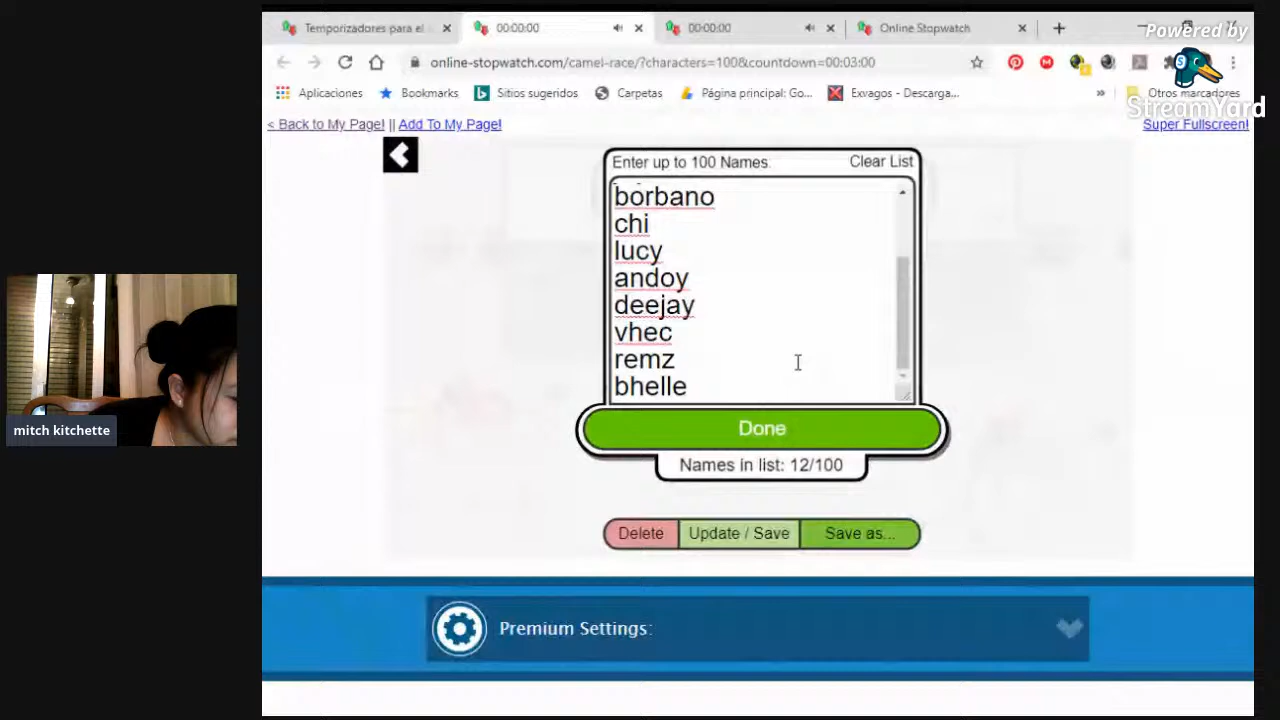 Temporizadores para el
00:00:00
00:00:00
Online Stopwatch
Powered by
StreamYard
online-stopwatch.com/camel-race/?characters=100&countdown=00:03:00
Aplicaciones
Bookmarks
Sitios sugeridos
Carpetas
Página principal: Go...
Exvagos - Descarga...
»
Otros marcadores
< Back to My Page! || Add To My Page!
Super Fullscreen!
Enter up to 100 Names:
Clear List
borbano
chi
lucy
andoy
deejay
vhec
remz
bhelle
Done
Names in list: 12/100
Delete
Update / Save
Save as...
mitch kitchette
Premium Settings: